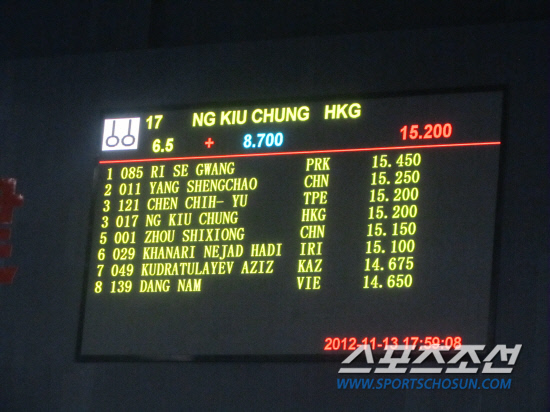 17 NG KIU CHUNG HKG
6.5 + 8.700 15.200
1 085 RI SE GWANG PRK 15.450
2 011 YANG SHENGCHAO CHN 15.250
3 121 CHEN CHIH- YU TPE 15.200
3 017 NG KIU CHUNG HKG 15.200
5 001 ZHOU SHIXIONG CHN 15.150
6 029 KHANARI NEJAD HADI IRI 15.100
7 049 KUDRATULAYEV AZIZ KAZ 14.675
8 139 DANG NAM VIE 14.650
2012-11-13 17:59:08
스포츠조선
WWW.SPORTSCHOSUN.COM